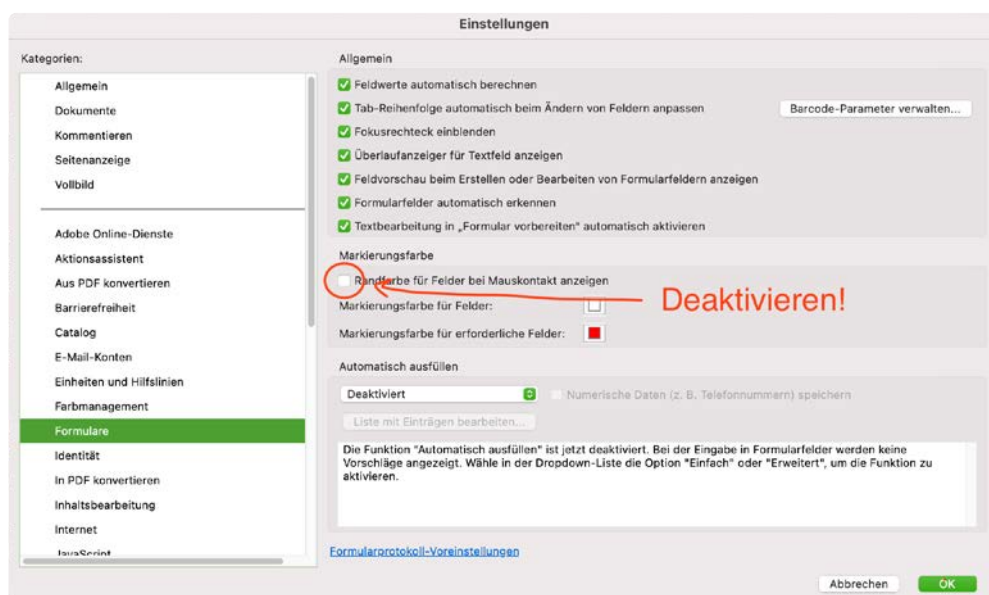 Einstellungen
Kategorien:
Allgemein
Dokumente
Kommentieren
Seitenanzeige
Vollbild
Adobe Online-Dienste
Aktionsassistent
Aus PDF konvertieren
Barrierefreiheit
Catalog
E-Mail-Konten
Einheiten und Hilfslinien
Farbmanagement
Formulare
Identität
In PDF konvertieren
Inhaltsbearbeitung
Internet
JavaScript
Allgemein
Feldwerte automatisch berechnen
Tab-Reihenfolge automatisch beim Ändern von Feldern anpassen
Barcode-Parameter verwalten...
Fokusrechteck einblenden
Überlaufanzeiger für Textfeld anzeigen
Feldvorschau beim Erstellen oder Bearbeiten von Formularfeldern anzeigen
Formularfelder automatisch erkennen
Textbearbeitung in „Formular vorbereiten“ automatisch aktivieren
Markierungsfarbe
Randfarbe für Felder bei Mauskontakt anzeigen
Deaktivieren!
Markierungsfarbe für Felder:
Markierungsfarbe für erforderliche Felder:
Automatisch ausfüllen
Deaktiviert
Numerische Daten (z. B. Telefonnummern) speichern
Liste mit Einträgen bearbeiten...
Die Funktion "Automatisch ausfüllen" ist jetzt deaktiviert. Bei der Eingabe in Formularfelder werden keine
Vorschläge angezeigt. Wähle in der Dropdown-Liste die Option "Einfach" oder "Erweitert", um die Funktion zu
aktivieren.
Formularprotokoll-Voreinstellungen
Abbrechen
OK